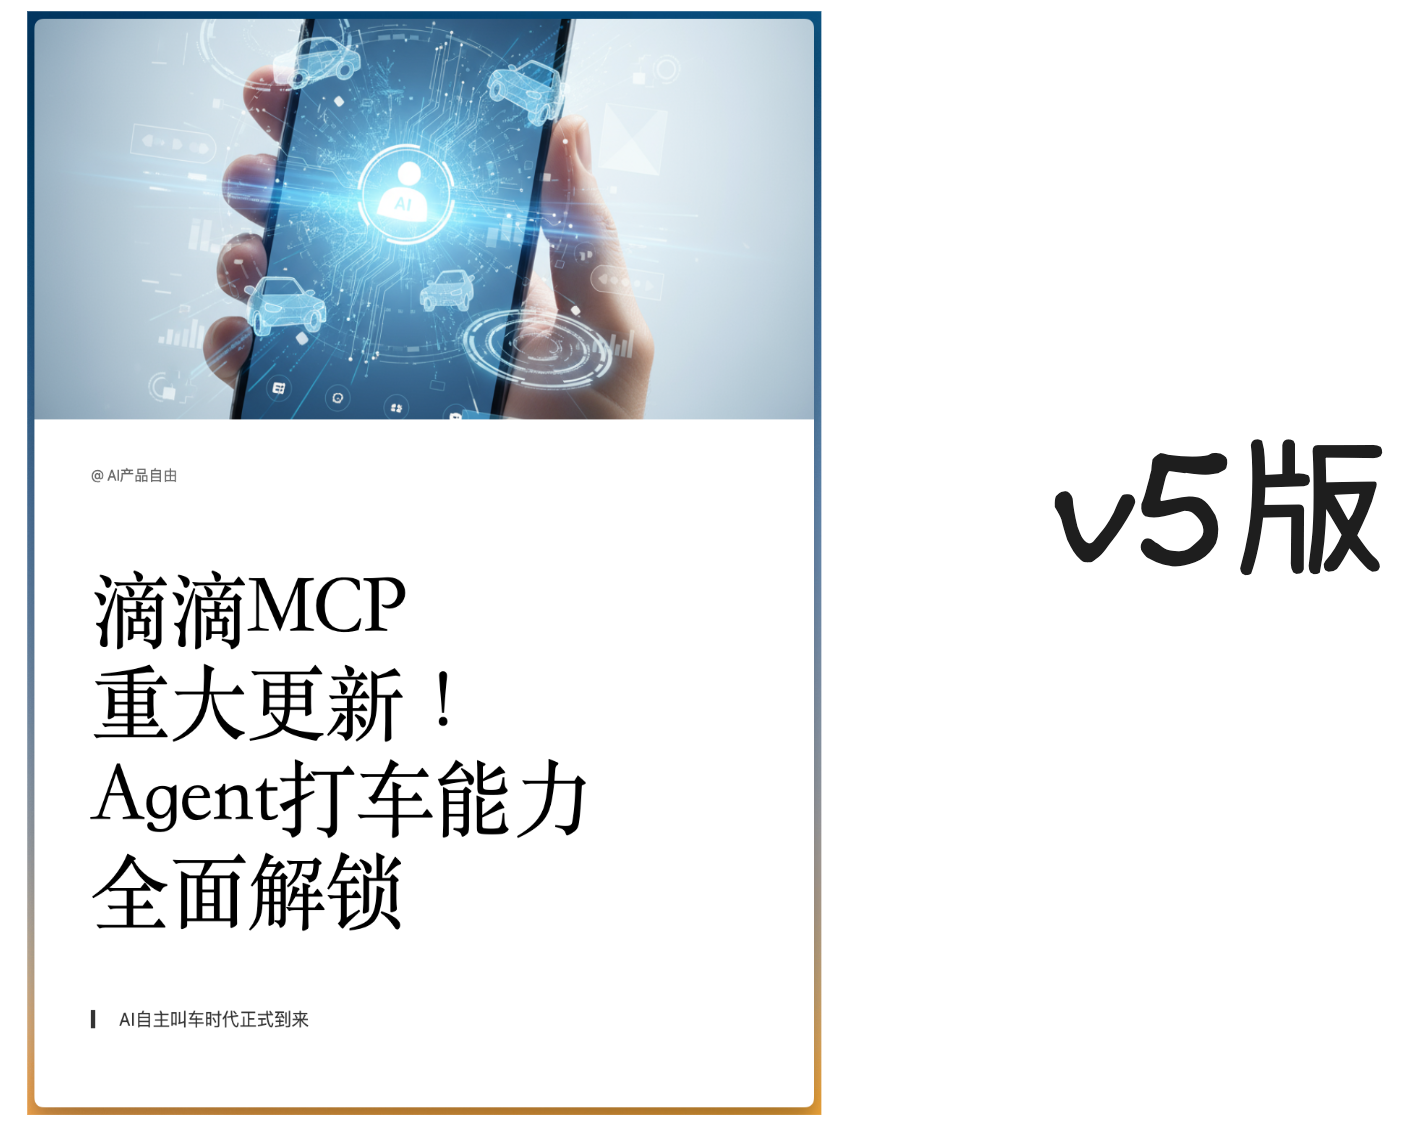 AI
@ AI产品自由
滴滴MCP
重大更新！
Agent打车能力
全面解锁
AI自主叫车时代正式到来
v5版